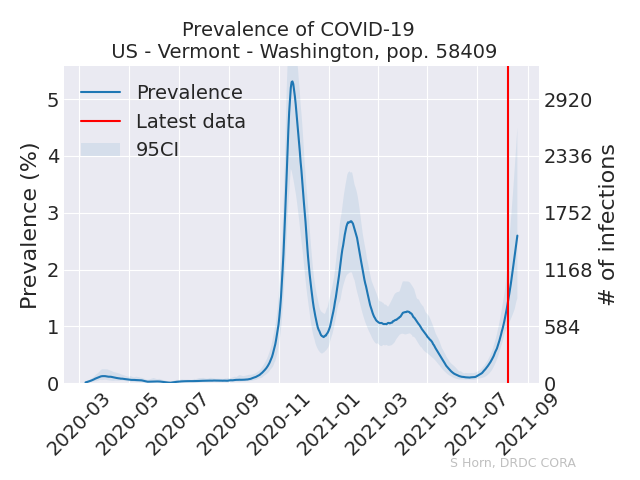 Prevalence of COVID-19
US - Vermont - Washington, pop. 58409
Prevalence
Latest data
95CI
Prevalence (%)
5
4
3
2
1
0
2920
2336
1752
1168
584
0
# of infections
2020-03
2020-05
2020-07
2020-09
2020-11
2021-01
2021-03
2021-05
2021-07
2021-09
S Horn, DRDC CORA